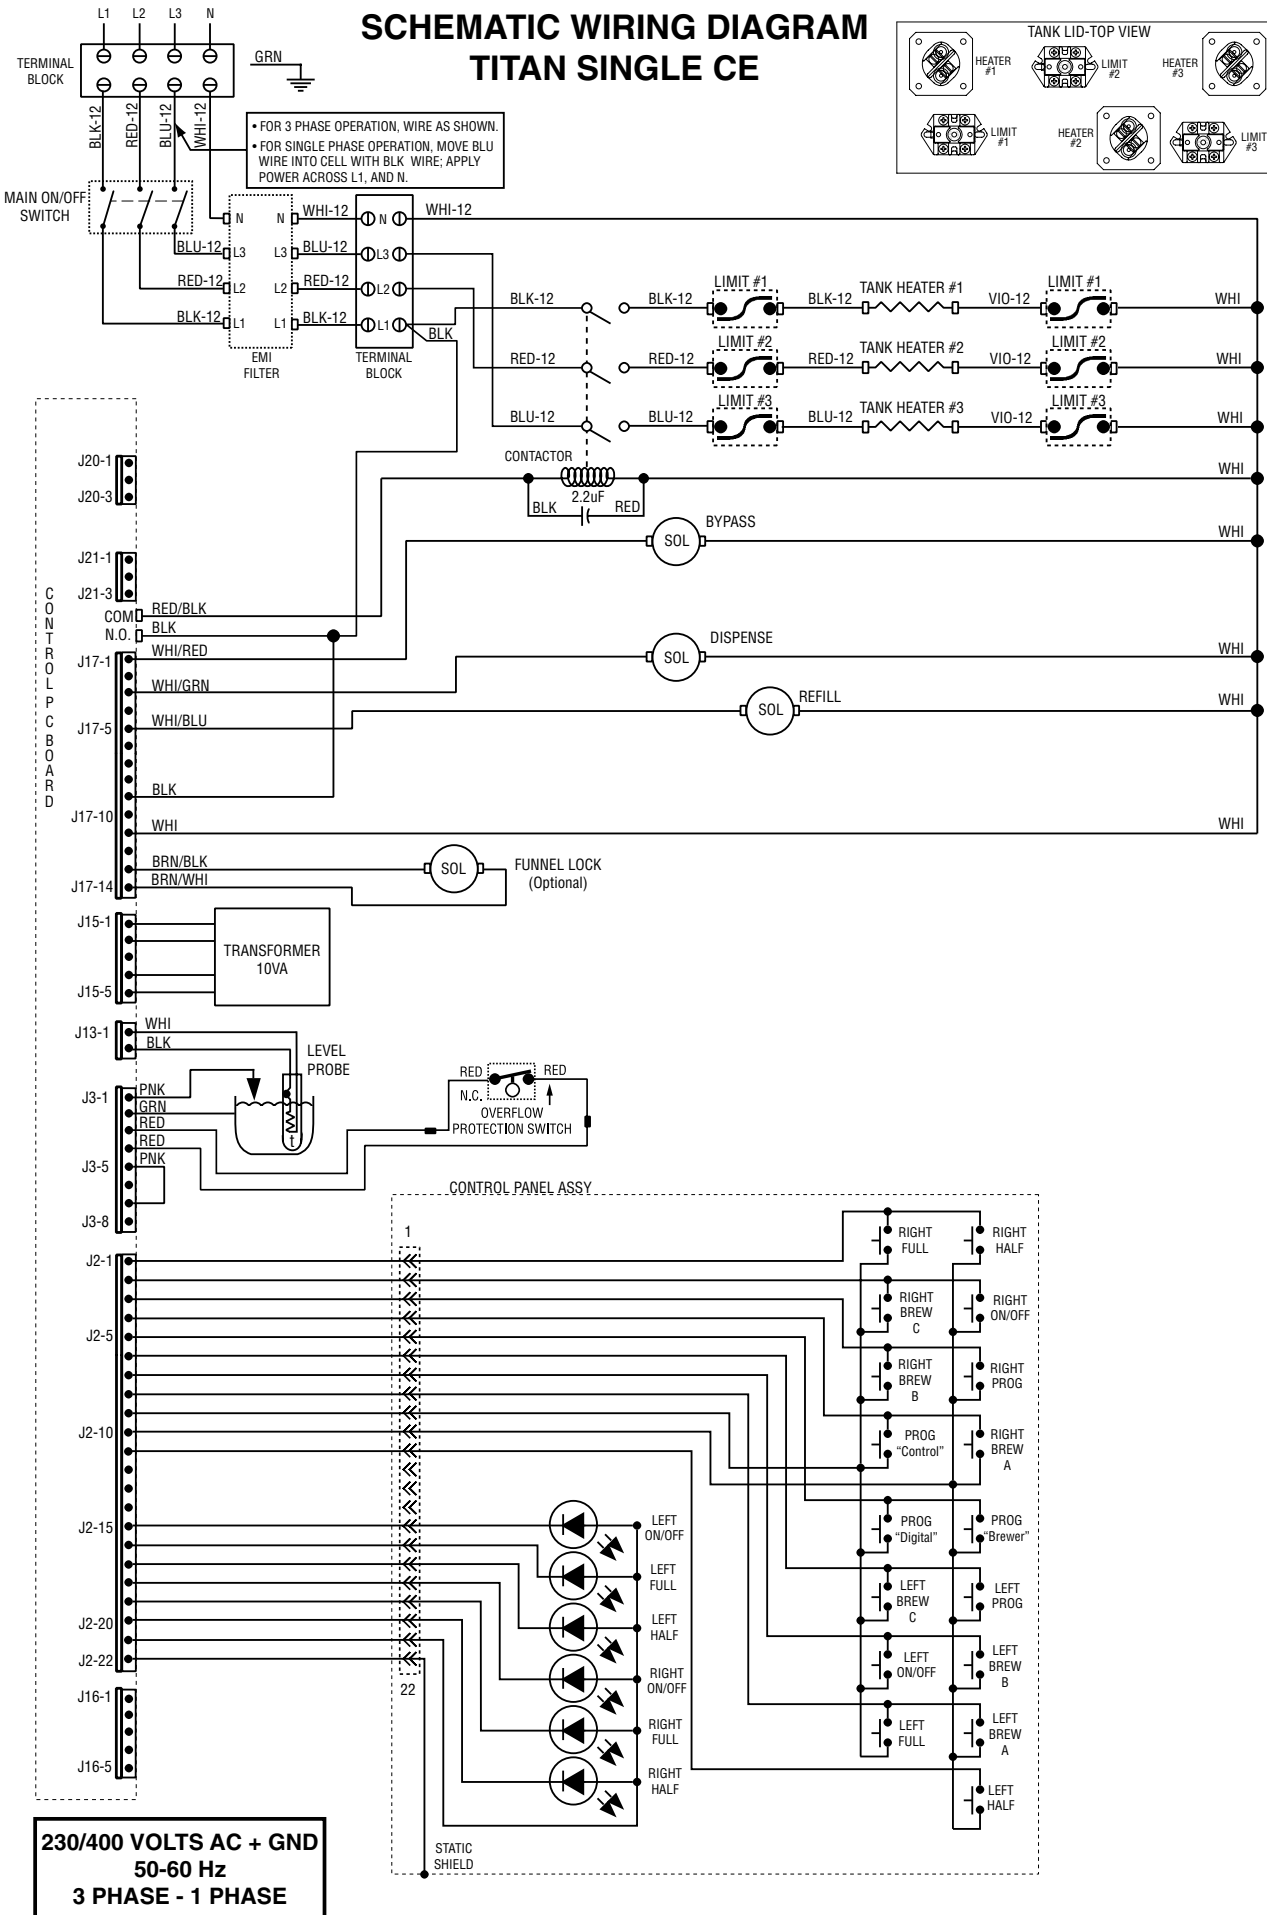 SCHEMATIC WIRING DIAGRAM
TITAN SINGLE CE
L1 L2 L3 N
TERMINAL
BLOCK
GRN
BLK-12
RED-12
BLU-12
WHI-12
• FOR 3 PHASE OPERATION, WIRE AS SHOWN.
• FOR SINGLE PHASE OPERATION, MOVE BLU
WIRE INTO CELL WITH BLK WIRE; APPLY
POWER ACROSS L1, AND N.
TANK LID-TOP VIEW
HEATER
#1
LIMIT
#2
HEATER
#3
LIMIT
#1
HEATER
#2
LIMIT
#3
MAIN ON/OFF
SWITCH
N N WHI-12 N WHI-12
BLU-12 L3 L3 BLU-12 L3
RED-12 L2 L2 RED-12 L2
BLK-12 L1 L1 BLK-12 L1 BLK
EMI
FILTER
TERMINAL
BLOCK
BLK-12 BLK-12 LIMIT #1 BLK-12 TANK HEATER #1 VIO-12 LIMIT #1 WHI
RED-12 RED-12 LIMIT #2 RED-12 TANK HEATER #2 VIO-12 LIMIT #2 WHI
BLU-12 BLU-12 LIMIT #3 BLU-12 TANK HEATER #3 VIO-12 LIMIT #3 WHI
CONTACTOR WHI
2.2uF
BLK RED
SOL BYPASS WHI
SOL DISPENSE WHI
SOL REFILL WHI
CONTROL PC BOARD
J20-1
J20-3
J21-1
J21-3
COM RED/BLK
N.O. BLK
J17-1 WHI/RED
WHI/GRN
J17-5 WHI/BLU
BLK
J17-10
WHI WHI
BRN/BLK SOL FUNNEL LOCK
(Optional)
J17-14 BRN/WHI
J15-1
TRANSFORMER
10VA
J15-5
J13-1 WHI
BLK
LEVEL
PROBE
t
J3-1 PNK
GRN
RED
RED
J3-5 PNK
J3-8
RED RED
N.C.
OVERFLOW
PROTECTION SWITCH
CONTROL PANEL ASSY
1
22
J2-1
J2-5
J2-10
J2-15
J2-20
J2-22
J16-1
J16-5
RIGHT
FULL
RIGHT
HALF
RIGHT
BREW
C
RIGHT
ON/OFF
RIGHT
BREW
B
RIGHT
PROG
PROG
“Control”
RIGHT
BREW
A
PROG
“Digital”
PROG
“Brewer”
LEFT
BREW
C
LEFT
PROG
LEFT
ON/OFF
LEFT
BREW
B
LEFT
FULL
LEFT
BREW
A
LEFT
HALF
LEFT
ON/OFF
LEFT
FULL
LEFT
HALF
RIGHT
ON/OFF
RIGHT
FULL
RIGHT
HALF
STATIC
SHIELD
230/400 VOLTS AC + GND
50-60 Hz
3 PHASE - 1 PHASE